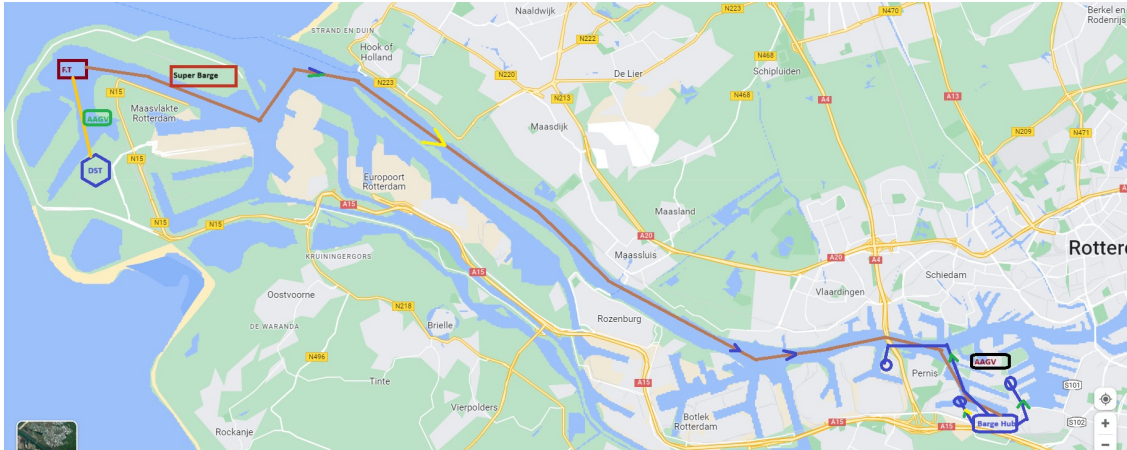 Naaldwijk
N223
N470
Berkel en
Rodenrijs
STRAND EN DUIN
N222
Hook of
Holland
N468
F.T
Super Barge
N220
De Lier
Schipluiden
N15
N223
N213
N468
A4
A13
Maasvlakte
Rotterdam
AAGV
Maasdijk
N209
N471
N15
DST
Europoort
Rotterdam
A15
Maasland
N15
N15
A20
A4
Rotter
KRUININGERGORS
Maassluis
A20
A15
Schiedam
Oostvoorne
Vlaardingen
N218
Rozenburg
DE WARANDA
Brielle
N496
AAGV
Pernis
Tinte
A15
S101
Vierpolders
Botlek
Rotterdam
A15
Barge Hub
S102
Rockanje
+
−